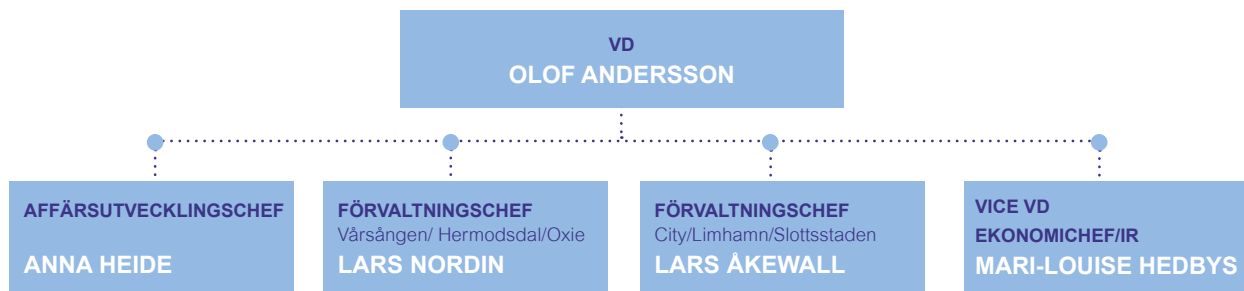 VD
OLOF ANDERSSON
AFFÄRSUTVECKLINGSCHEF
ANNA HEIDE
FÖRVALTNINGSCHEF
Vårsången/ Hermodsdal/Oxie
LARS NORDIN
FÖRVALTNINGSCHEF
City/Limhamn/Slottsstaden
LARS ÅKEWALL
VICE VD
EKONOMICHEF/IR
MARI-LOUISE HEDBYS